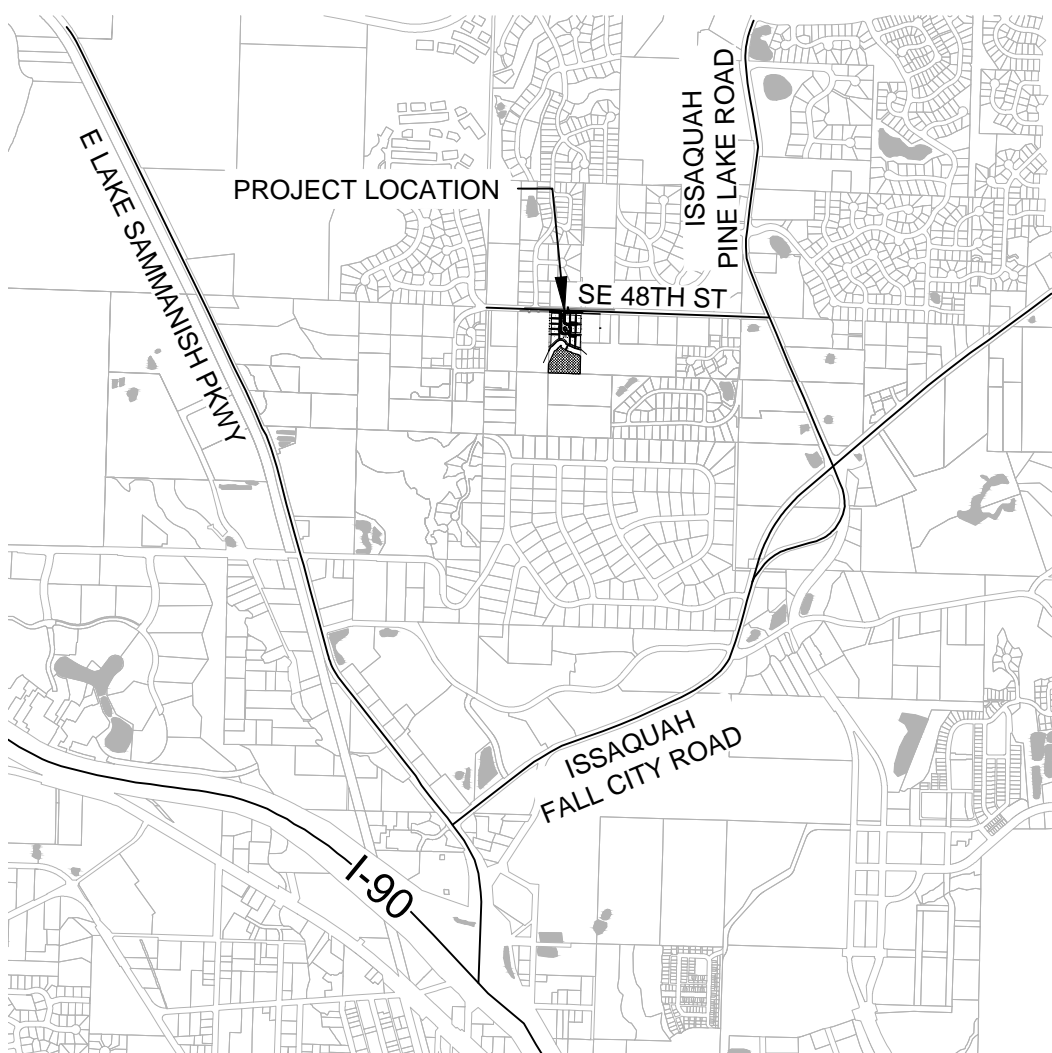 ISSAQUAH
PINE LAKE ROAD
E LAKE SAMMANISH PKWY
PROJECT LOCATION
SE 48TH ST
ISSAQUAH
FALL CITY ROAD
I-90